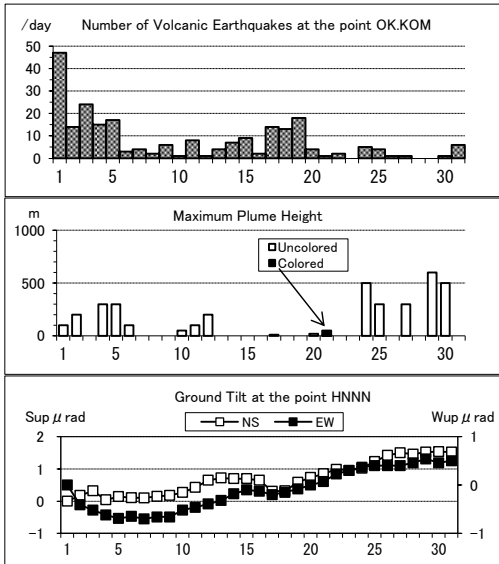 /day Number of Volcanic Earthquakes at the point OK.KOM
50
40
30
20
10
0
1 5 10 15 20 25 30
m Maximum Plume Height
1000
Uncolored
Colored
500
0
1 5 10 15 20 25 30
Ground Tilt at the point HNNN
Sup μ rad Wup μ rad
NS EW
2 1
1
0 0
-1 -1
1 5 10 15 20 25 30